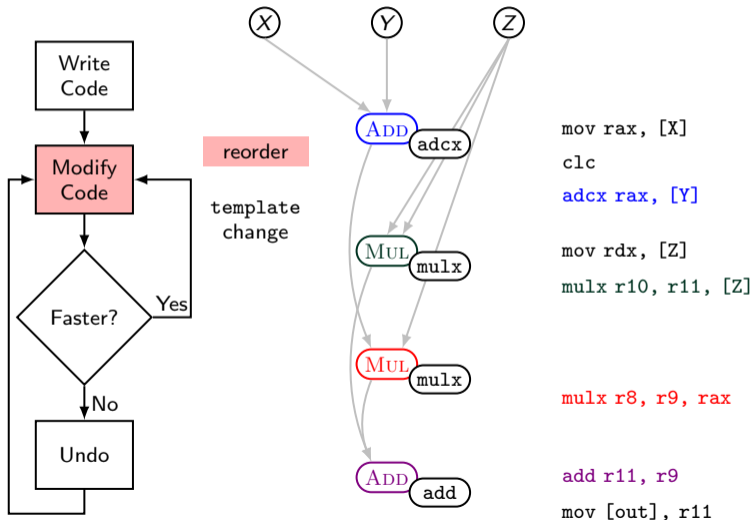 X
Y
Z
Write
Code
Modify
Code
Faster?
Yes
No
Undo
reorder
template
change
ADD
adcx
MUL
mulx
MUL
mulx
ADD
add
mov rax, [X]
clc
adcx rax, [Y]
mov rdx, [Z]
mulx r10, r11, [Z]
mulx r8, r9, rax
add r11, r9
mov [out], r11